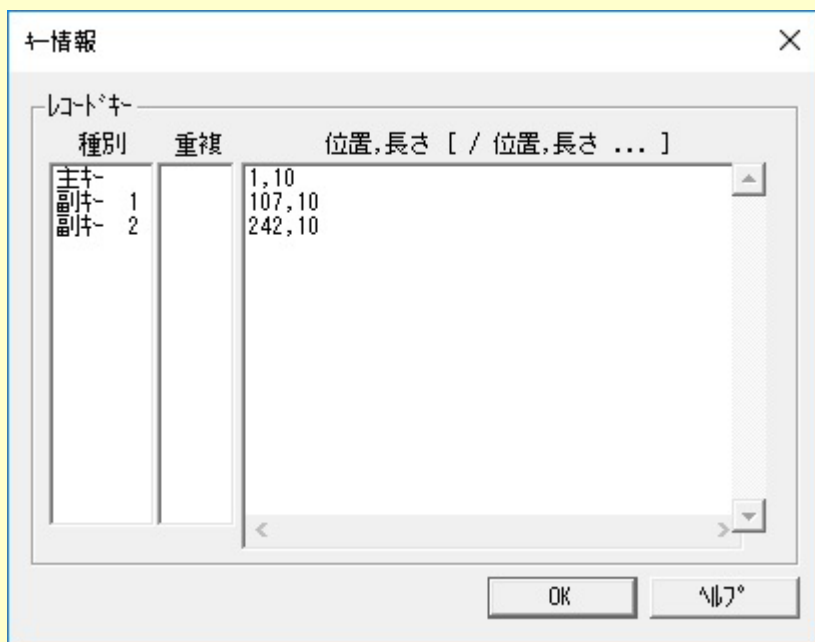 ｷｰ情報
ﾚｺｰﾄﾞｷｰ
種別 重複 位置,長さ [ / 位置,長さ ... ]
主ｷｰ 1,10
副ｷｰ 1 107,10
副ｷｰ 2 242,10
OK ﾍﾙﾌﾟ